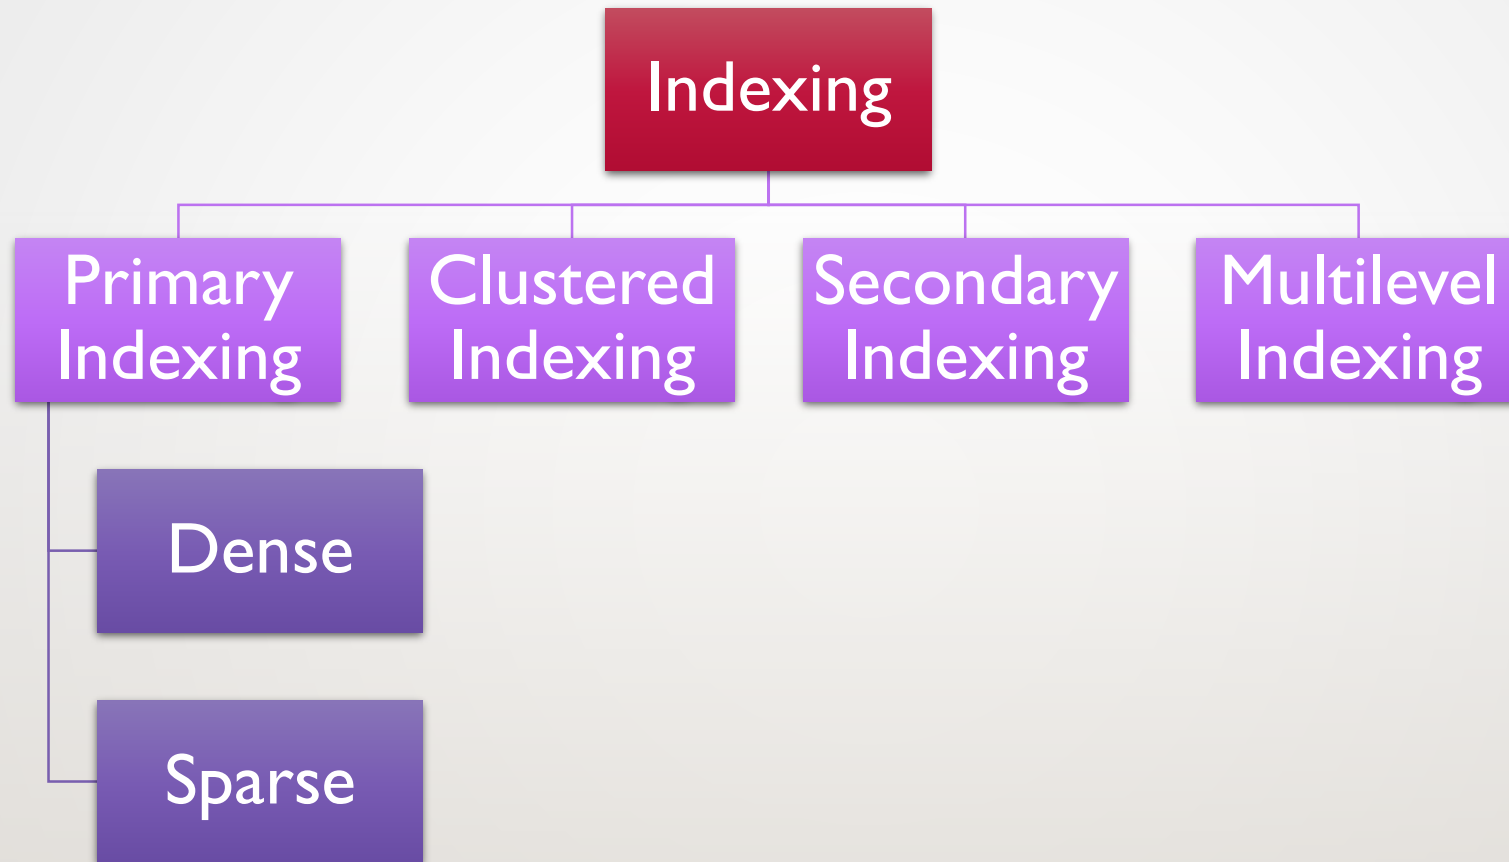 Indexing
Primary
Indexing
Clustered
Indexing
Secondary
Indexing
Multilevel
Indexing
Dense
Sparse